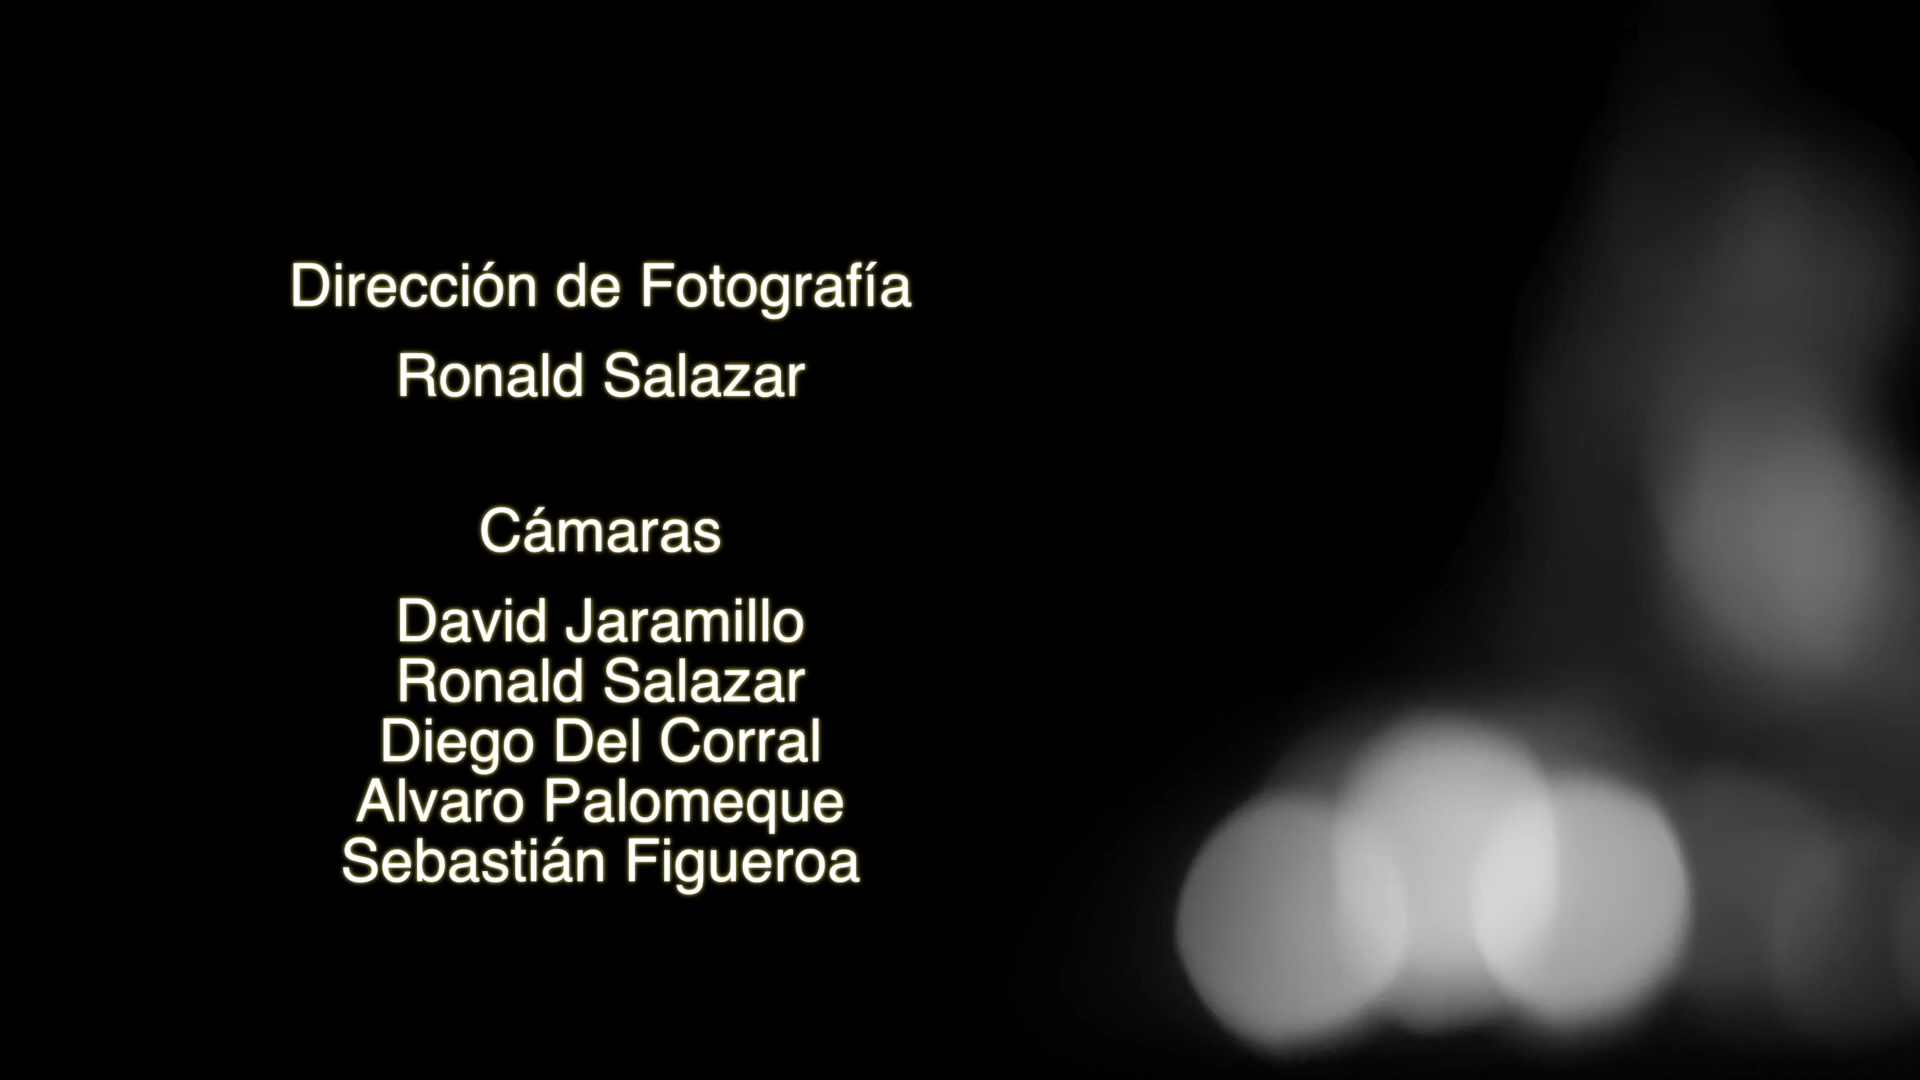 Dirección de Fotografía
Ronald Salazar
Cámaras
David Jaramillo
Ronald Salazar
Diego Del Corral
Alvaro Palomeque
Sebastián Figueroa